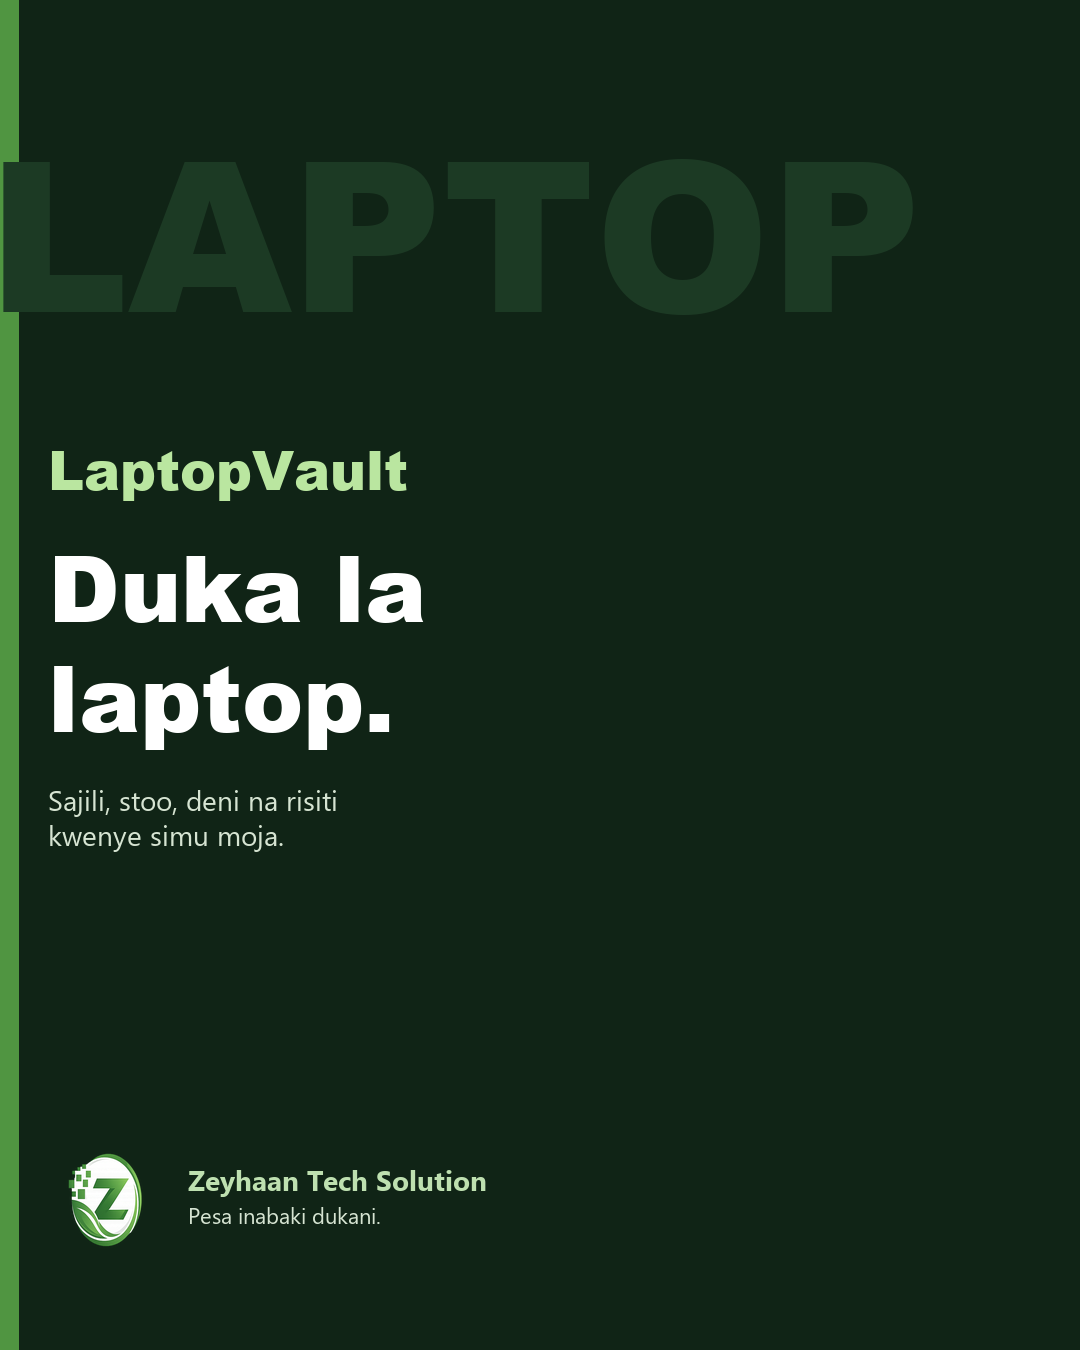 LAPTOP
LaptopVault
Duka la
laptop.
Sajili, stoo, deni na risiti
kwenye simu moja.
Z
Zeyhaan Tech Solution
Pesa inabaki dukani.